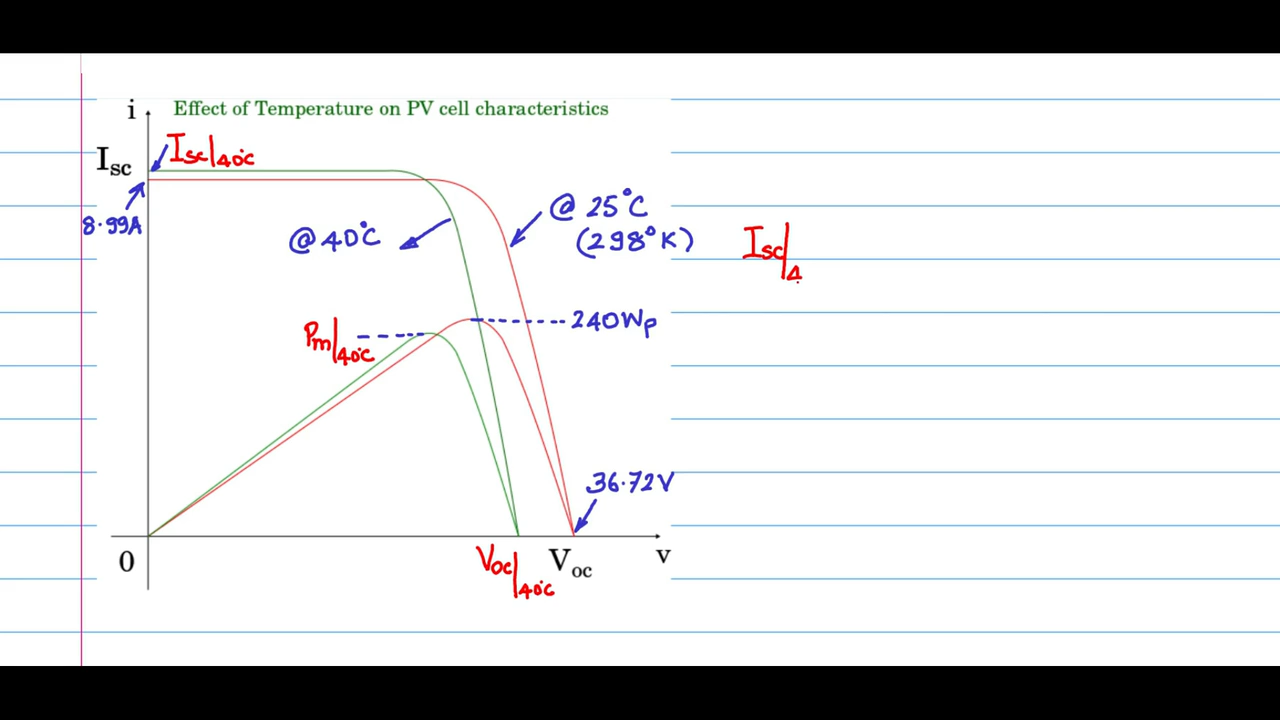 i
Effect of Temperature on PV cell characteristics
Isc
Isc|40°C
8.99A
@ 40°C
@ 25°C
(298°K)
Isc|4
Pm|40°C
240Wp
36.72V
0
Voc|40°C
Voc
v